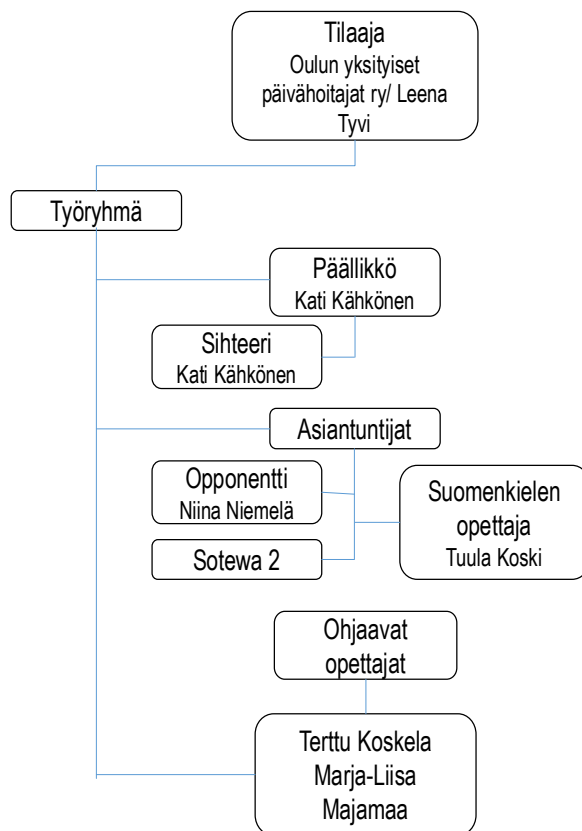 Tilaaja
Oulun yksityiset
päivähoitajat ry/ Leena
Tyvi
Työryhmä
Päällikkö
Kati Kähkönen
Sihteeri
Kati Kähkönen
Asiantuntijat
Opponentti
Niina Niemelä
Suomenkielen
opettaja
Tuula Koski
Sotewa 2
Ohjaavat
opettajat
Terttu Koskela
Marja-Liisa
Majamaa